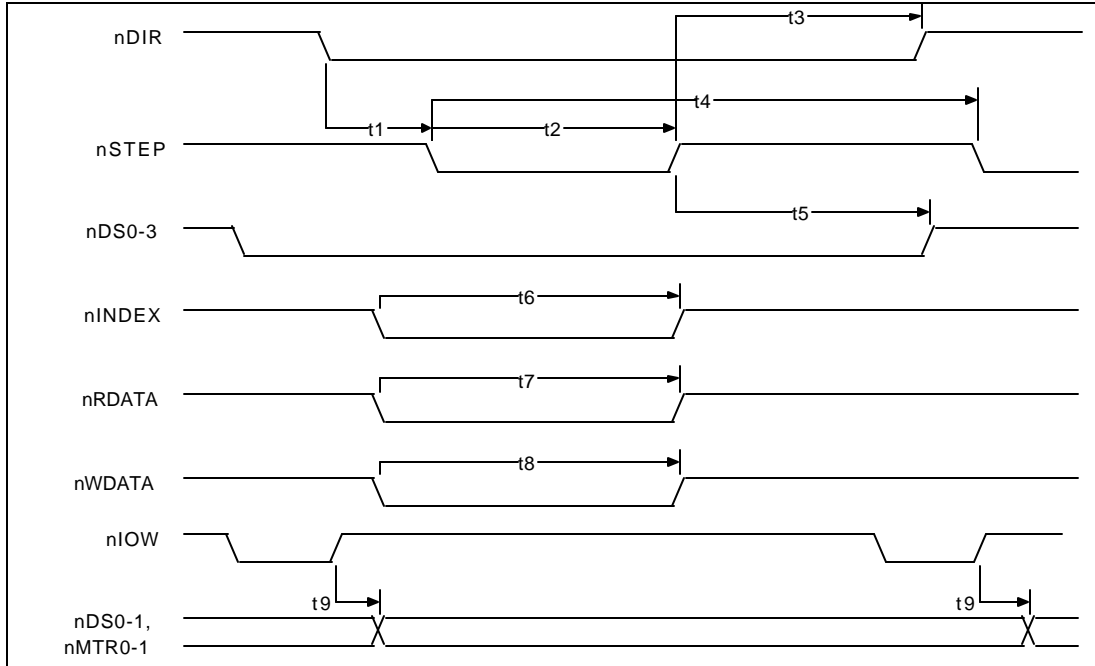 nDIR
t3
t4
t1
t2
nSTEP
t5
nDS0-3
t6
nINDEX
t7
nRDATA
t8
nWDATA
nIOW
t9
t9
nDS0-1,
nMTR0-1